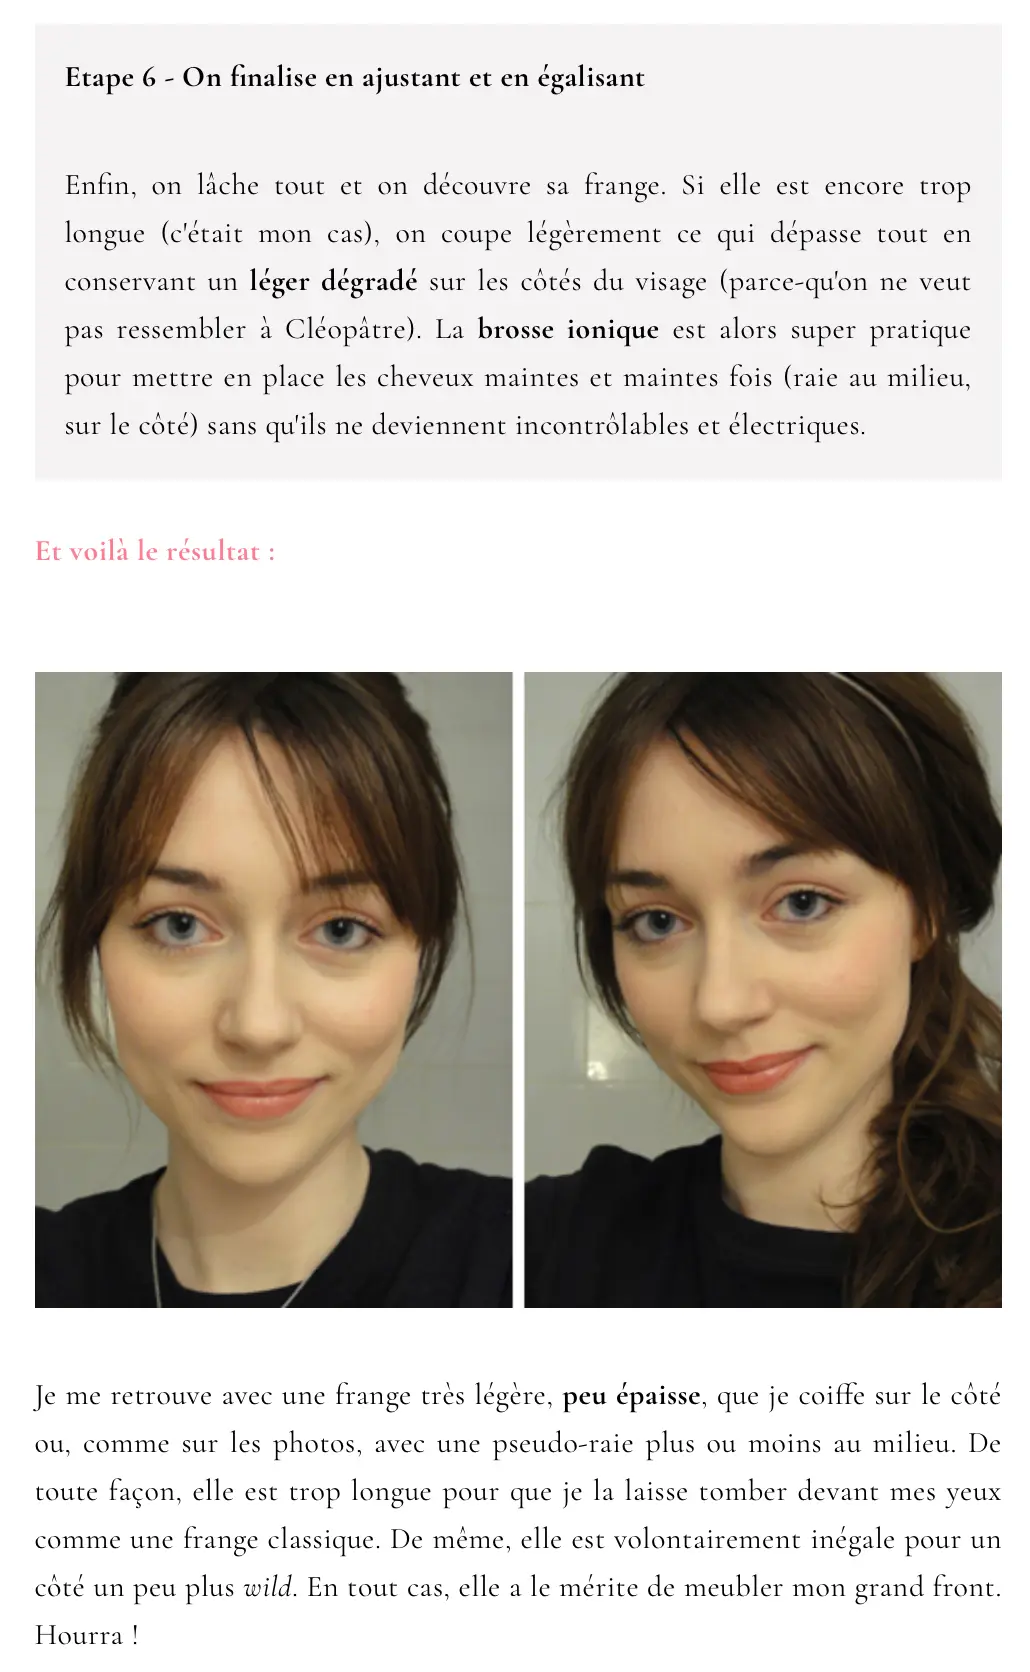 Etape 6 - On finalise en ajustant et en égalisant
Enfin, on lâche tout et on découvre sa frange. Si elle est encore trop
longue (c'était mon cas), on coupe légèrement ce qui dépasse tout en
conservant un léger dégradé sur les côtés du visage (parce-qu'on ne veut
pas ressembler à Cléopâtre). La brosse ionique est alors super pratique
pour mettre en place les cheveux maintes et maintes fois (raie au milieu,
sur le côté) sans qu'ils ne deviennent incontrôlables et électriques.
Et voilà le résultat :
Je me retrouve avec une frange très légère, peu épaisse, que je coiffe sur le côté
ou, comme sur les photos, avec une pseudo-raie plus ou moins au milieu. De
toute façon, elle est trop longue pour que je la laisse tomber devant mes yeux
comme une frange classique. De même, elle est volontairement inégale pour un
côté un peu plus wild. En tout cas, elle a le mérite de meubler mon grand front.
Hourra !